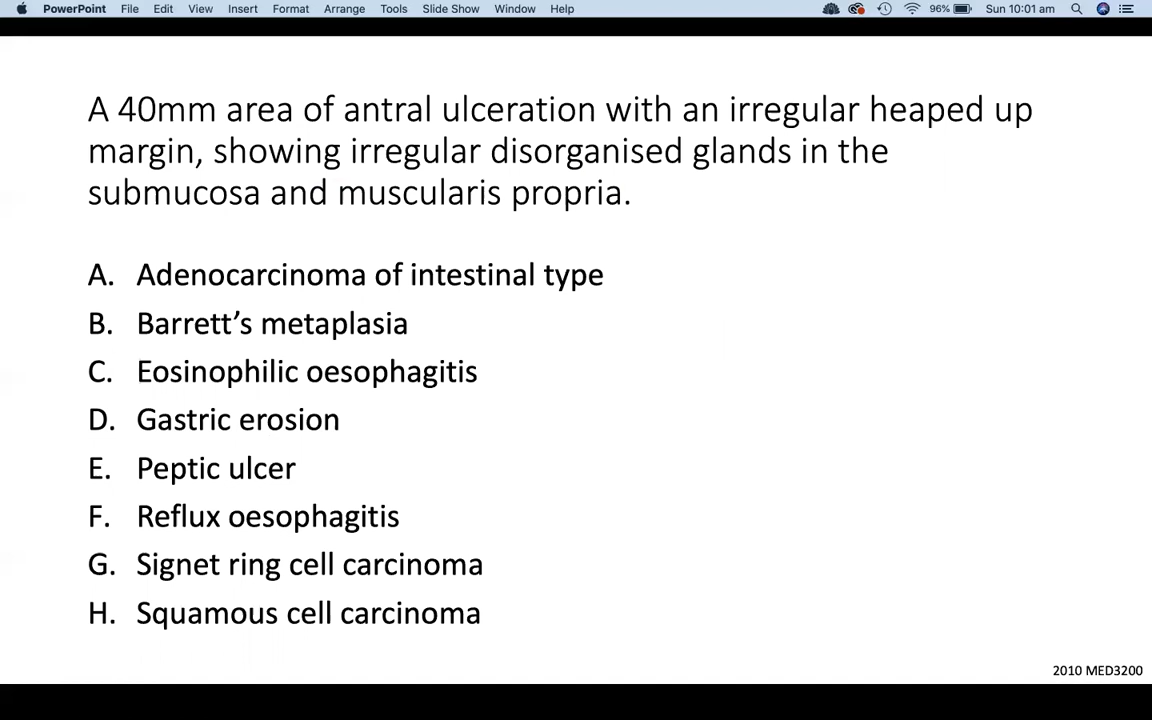 PowerPoint File Edit View Insert Format Arrange Tools Slide Show Window Help 96% Sun 10:01 am
A 40mm area of antral ulceration with an irregular heaped up
margin, showing irregular disorganised glands in the
submucosa and muscularis propria.
A. Adenocarcinoma of intestinal type
B. Barrett’s metaplasia
C. Eosinophilic oesophagitis
D. Gastric erosion
E. Peptic ulcer
F. Reflux oesophagitis
G. Signet ring cell carcinoma
H. Squamous cell carcinoma
2010 MED3200